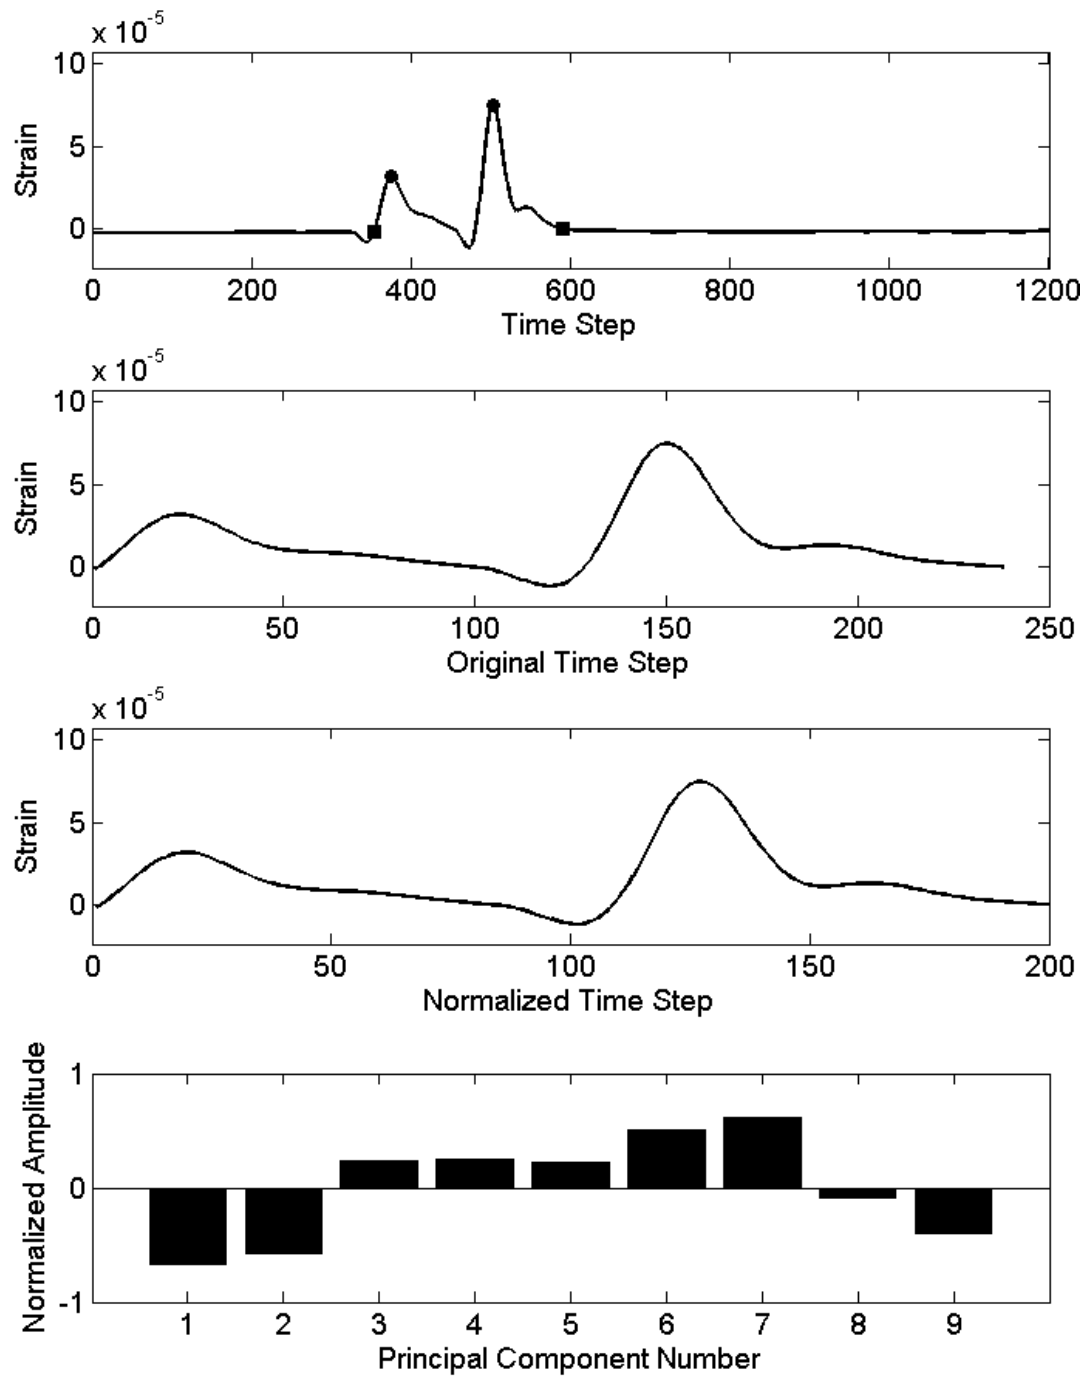 x 10-5
10
5
0
Strain
0 200 400 600 800 1000 1200
Time Step
x 10-5
10
5
0
Strain
0 50 100 150 200 250
Original Time Step
x 10-5
10
5
0
Strain
0 50 100 150 200
Normalized Time Step
1
0
-1
Normalized Amplitude
1 2 3 4 5 6 7 8 9
Principal Component Number